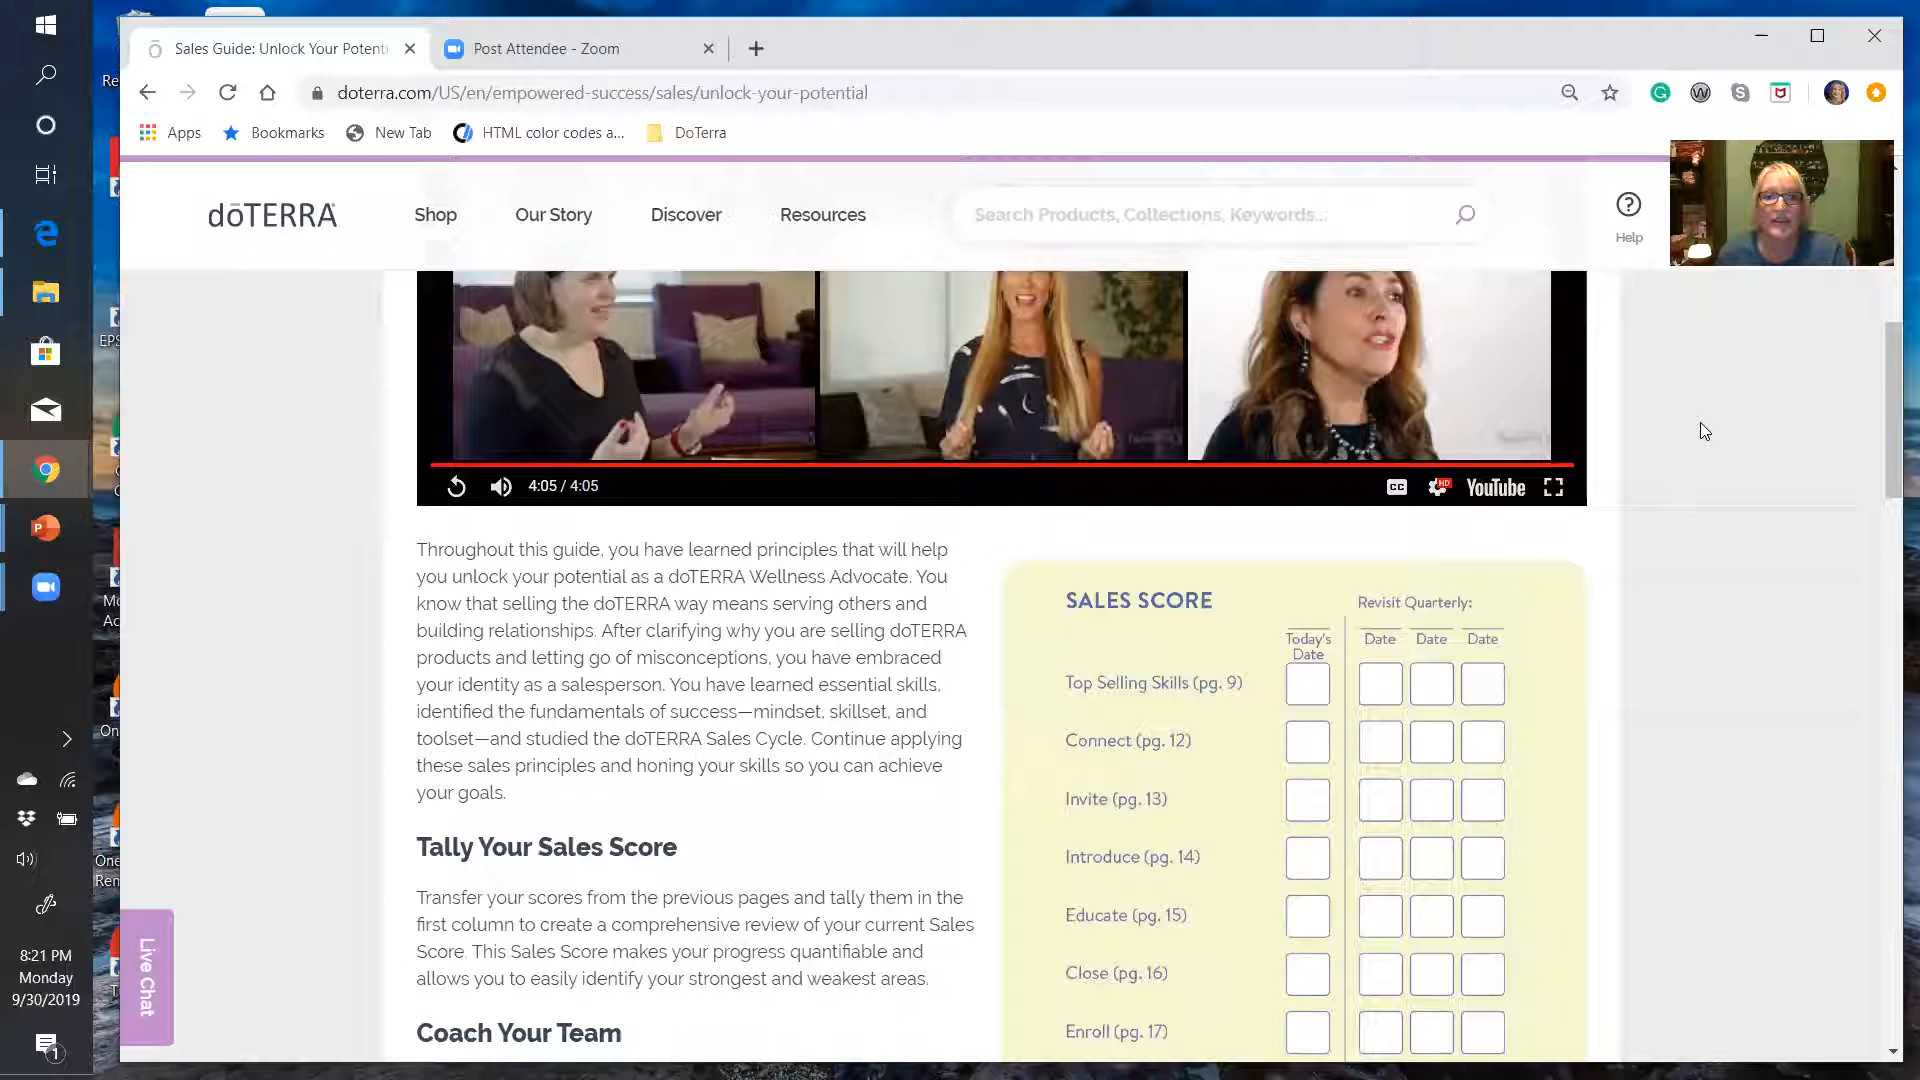 Sales Guide: Unlock Your Potenti
Post Attendee - Zoom
doterra.com/US/en/empowered-success/sales/unlock-your-potential
Apps
Bookmarks
New Tab
HTML color codes a...
DoTerra
dōTERRA
Shop
Our Story
Discover
Resources
Search Products, Collections, Keywords...
Help
4:05 / 4:05
CC
HD
YouTube
Throughout this guide, you have learned principles that will help
you unlock your potential as a doTERRA Wellness Advocate. You
know that selling the doTERRA way means serving others and
building relationships. After clarifying why you are selling doTERRA
products and letting go of misconceptions, you have embraced
your identity as a salesperson. You have learned essential skills,
identified the fundamentals of success—mindset, skillset, and
toolset—and studied the doTERRA Sales Cycle. Continue applying
these sales principles and honing your skills so you can achieve
your goals.
Tally Your Sales Score
Transfer your scores from the previous pages and tally them in the
first column to create a comprehensive review of your current Sales
Score. This Sales Score makes your progress quantifiable and
allows you to easily identify your strongest and weakest areas.
Coach Your Team
SALES SCORE
Revisit Quarterly:
Today's
Date
Date
Date
Date
Top Selling Skills (pg. 9)
Connect (pg. 12)
Invite (pg. 13)
Introduce (pg. 14)
Educate (pg. 15)
Close (pg. 16)
Enroll (pg. 17)
Live Chat
8:21 PM
Monday
9/30/2019
1
Re
EPS
Mo
Ac
On
One
Ren